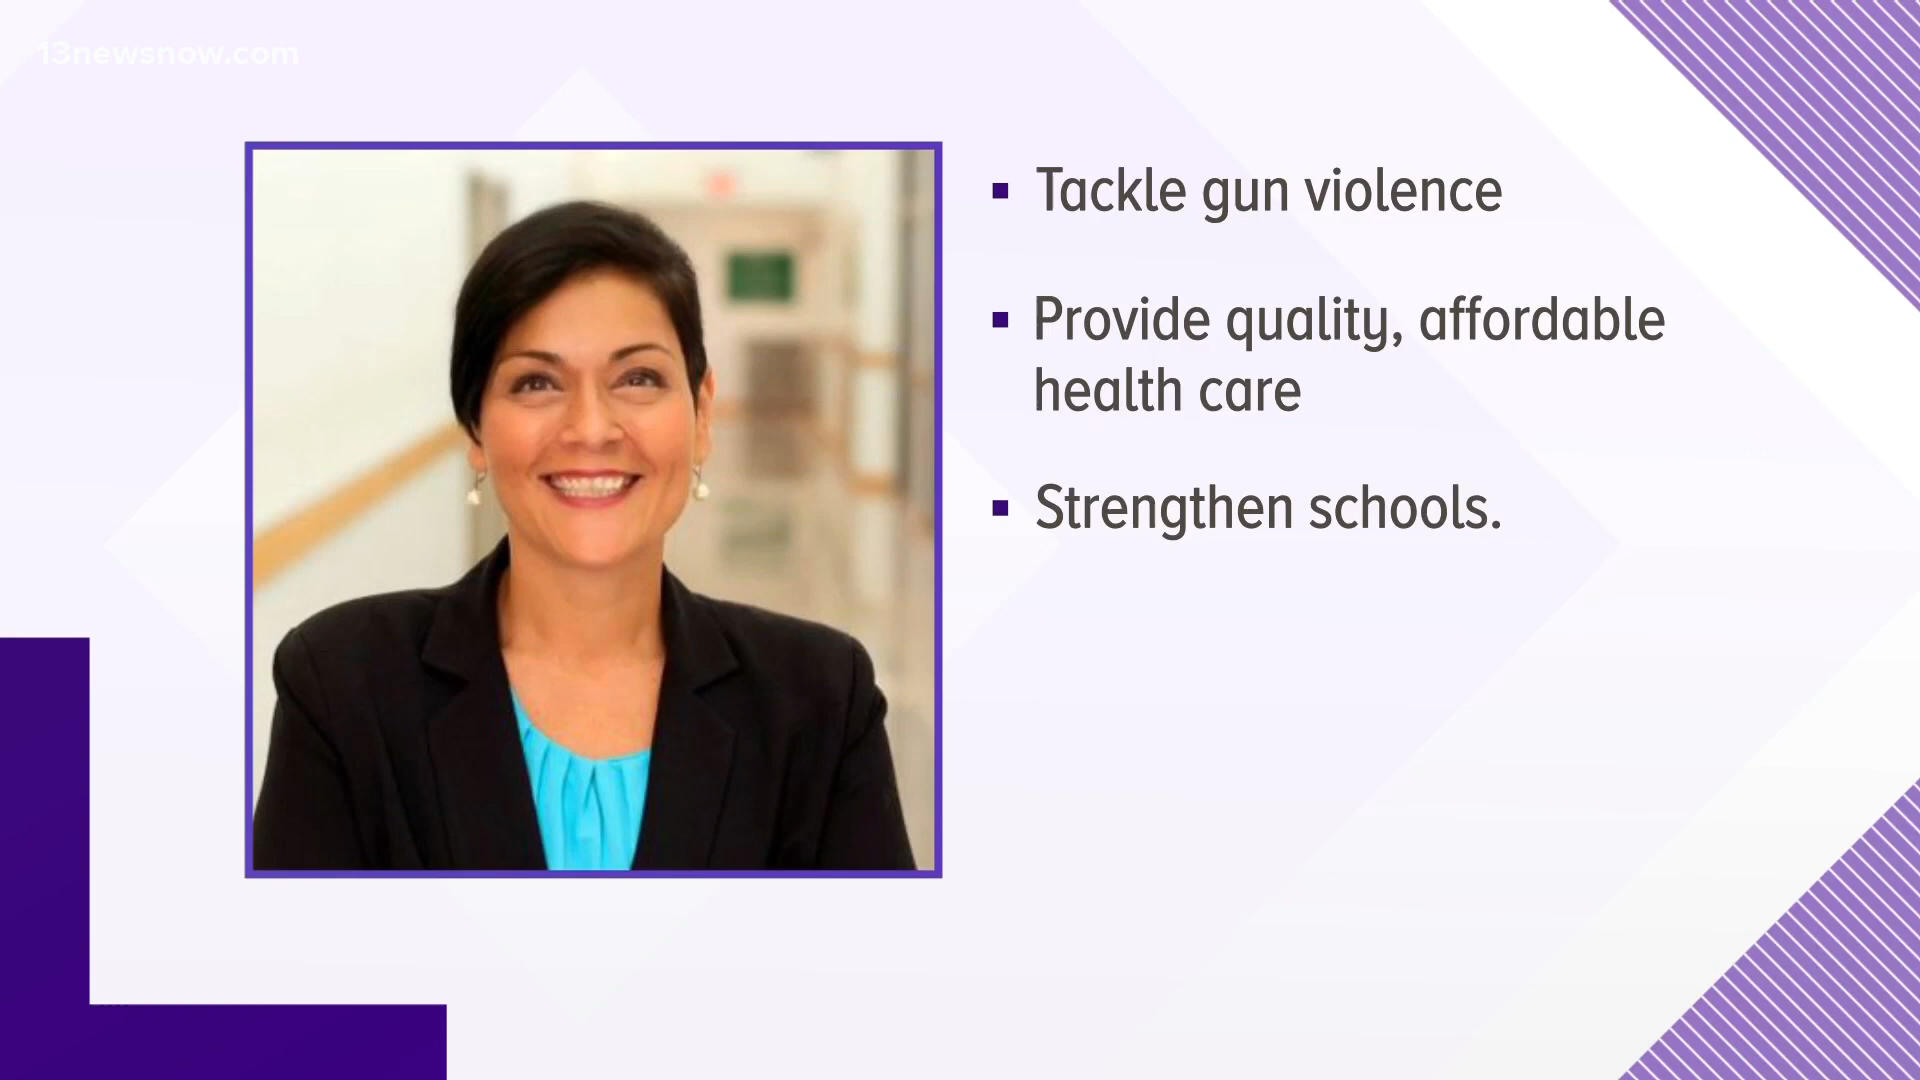 13newsnow.com
▪ Tackle gun violence
▪ Provide quality, affordable
health care
▪ Strengthen schools.